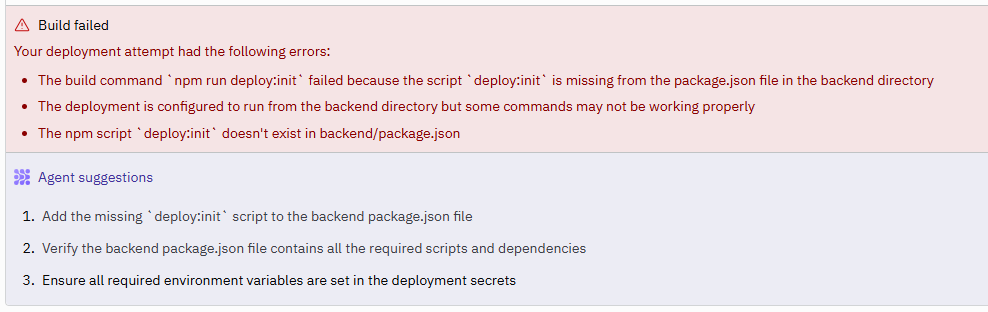 Build failed
Your deployment attempt had the following errors:
• The build command `npm run deploy:init` failed because the script `deploy:init` is missing from the package.json file in the backend directory
• The deployment is configured to run from the backend directory but some commands may not be working properly
• The npm script `deploy:init` doesn't exist in backend/package.json
Agent suggestions
1. Add the missing `deploy:init` script to the backend package.json file
2. Verify the backend package.json file contains all the required scripts and dependencies
3. Ensure all required environment variables are set in the deployment secrets